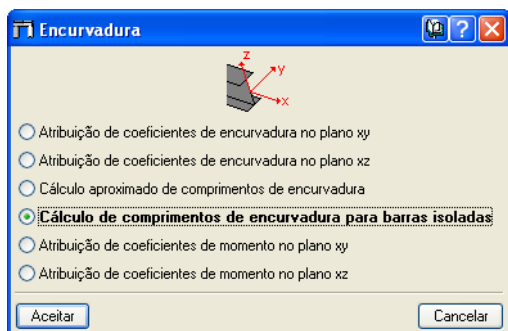 Encurvadura
z
y
x
Atribuição de coeficientes de encurvadura no plano xy
Atribuição de coeficientes de encurvadura no plano xz
Cálculo aproximado de comprimentos de encurvadura
Cálculo de comprimentos de encurvadura para barras isoladas
Atribuição de coeficientes de momento no plano xy
Atribuição de coeficientes de momento no plano xz
Aceitar Cancelar